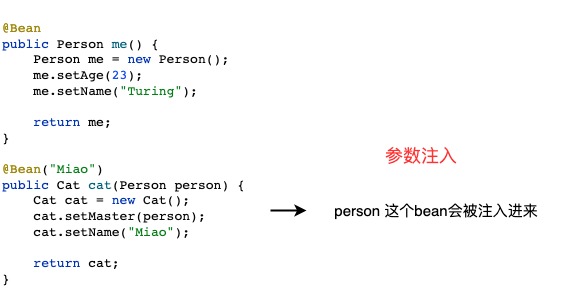 @Bean
public Person me() {
    Person me = new Person();
    me.setAge(23);
    me.setName("Turing");

    return me;
}

@Bean("Miao")
public Cat cat(Person person) {
    Cat cat = new Cat();
    cat.setMaster(person);
    cat.setName("Miao");

    return cat;
}
参数注入
person 这个bean会被注入进来